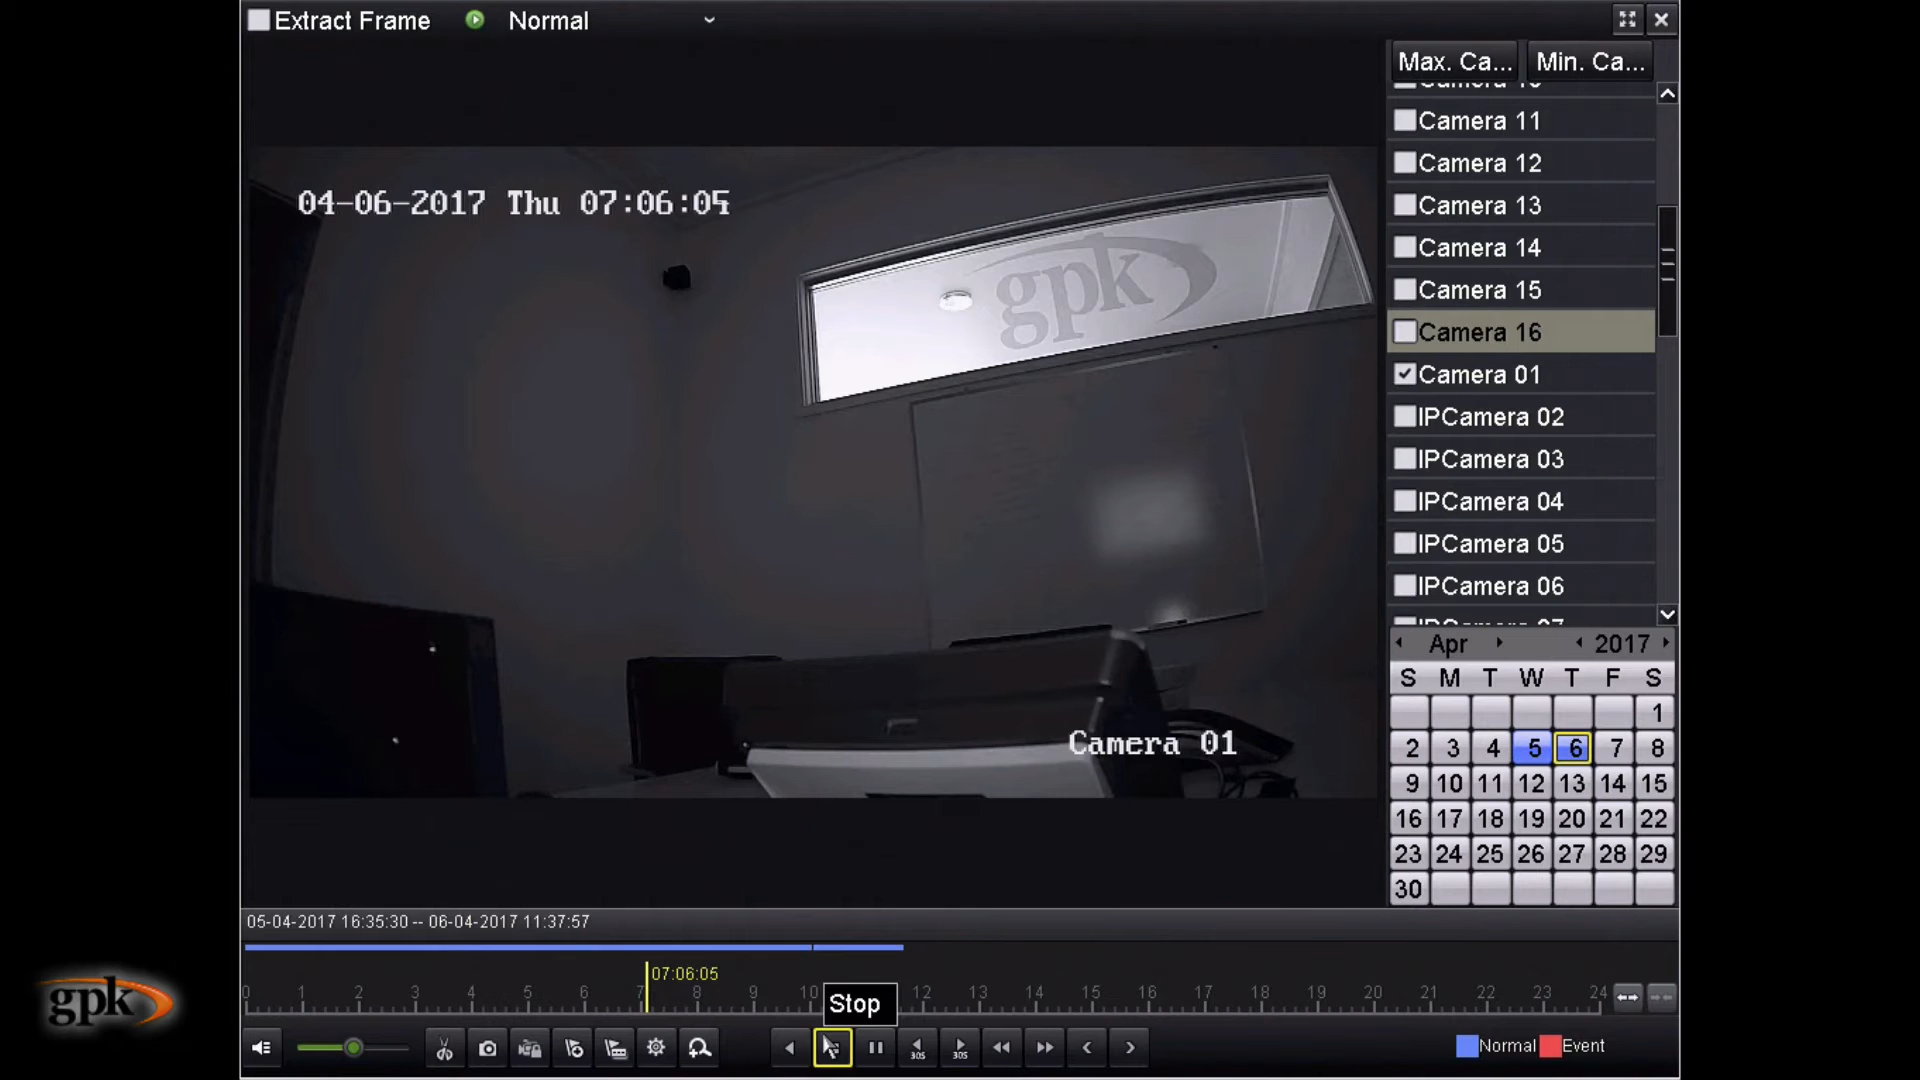 Extract Frame Normal
Max. Ca... Min. Ca...
Camera 11
Camera 12
Camera 13
Camera 14
Camera 15
Camera 16
Camera 01
IPCamera 02
IPCamera 03
IPCamera 04
IPCamera 05
IPCamera 06
04-06-2017 Thu 07:06:05
gpk
Camera 01
Apr 2017
S M T W T F S
1
2 3 4 5 6 7 8
9 10 11 12 13 14 15
16 17 18 19 20 21 22
23 24 25 26 27 28 29
30
05-04-2017 16:35:30 -- 06-04-2017 11:37:57
07:06:05
0 1 2 3 4 5 6 7 8 9 10 12 13 14 15 16 17 18 19 20 21 22 23 24
Stop
30S 30S
Normal Event
gpk